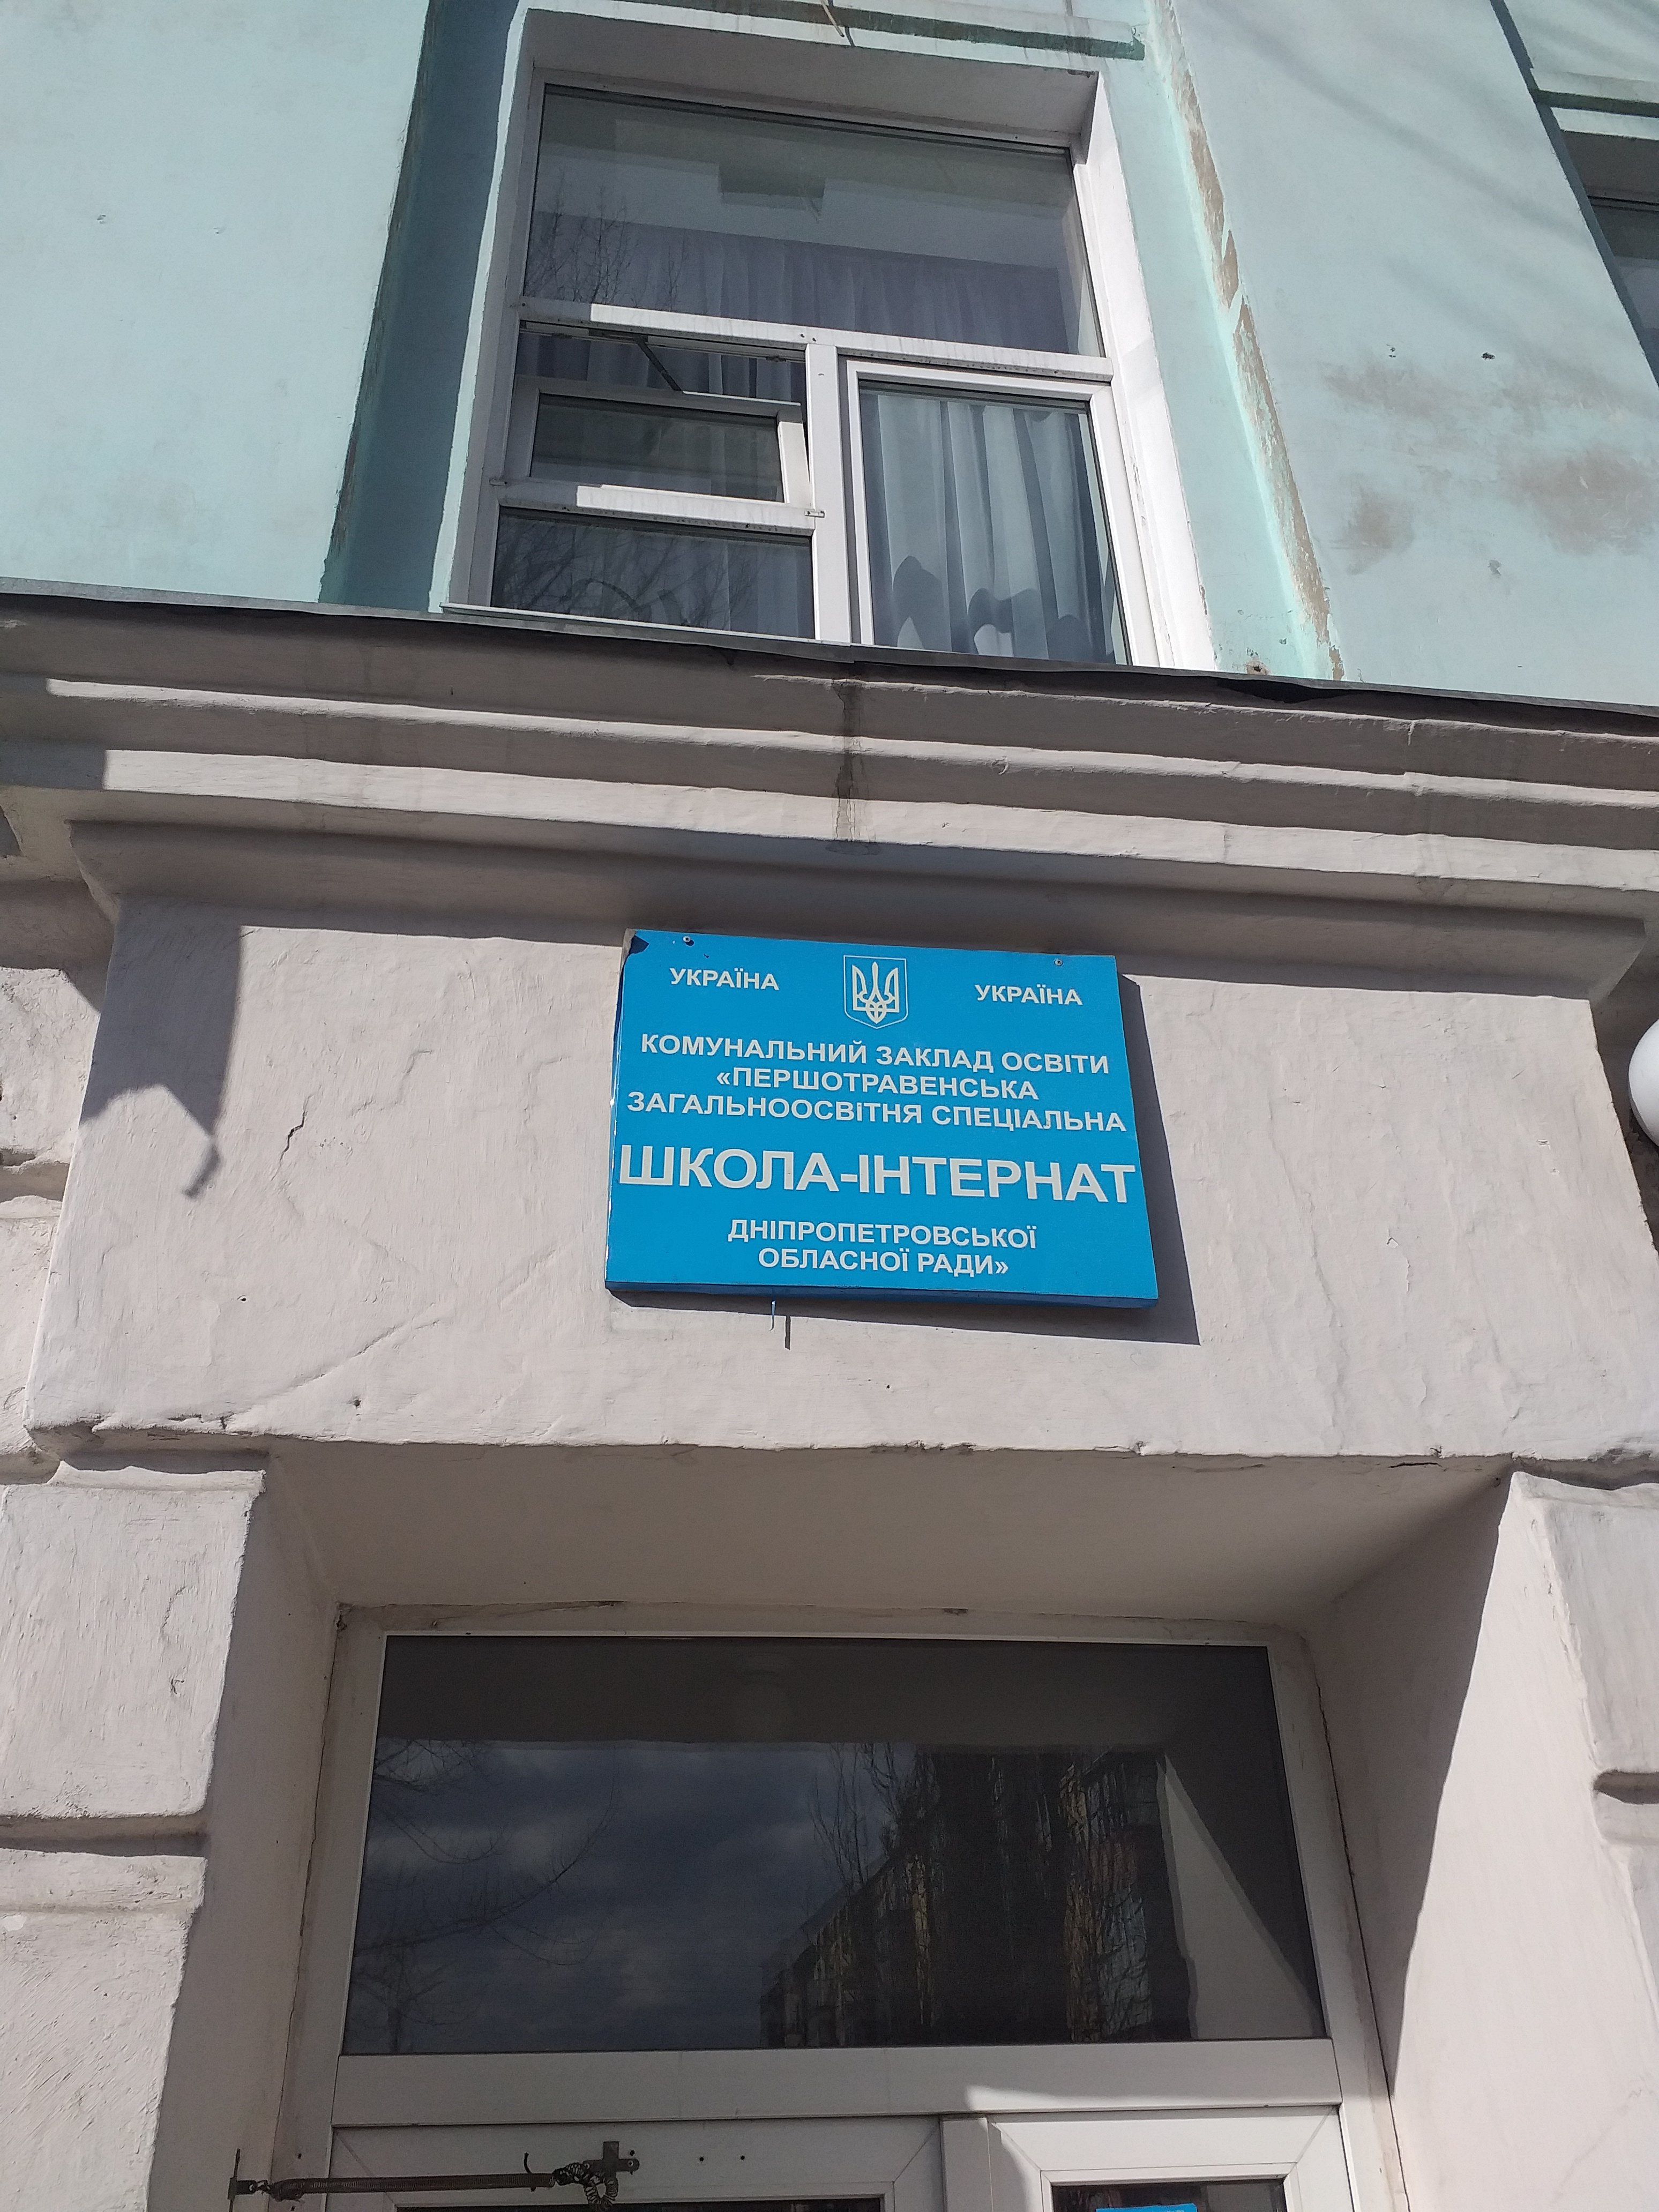 УКРАЇНА УКРАЇНА
КОМУНАЛЬНИЙ ЗАКЛАД ОСВІТИ
«ПЕРШОТРАВЕНСЬКА
ЗАГАЛЬНООСВІТНЯ СПЕЦІАЛЬНА
ШКОЛА-ІНТЕРНАТ
ДНІПРОПЕТРОВСЬКОЇ
ОБЛАСНОЇ РАДИ»